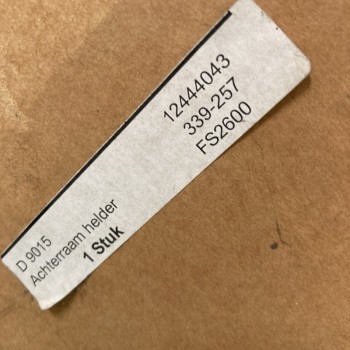 12444043
339-257
FS2600
D 9015
Achterraam helder
1 Stuk